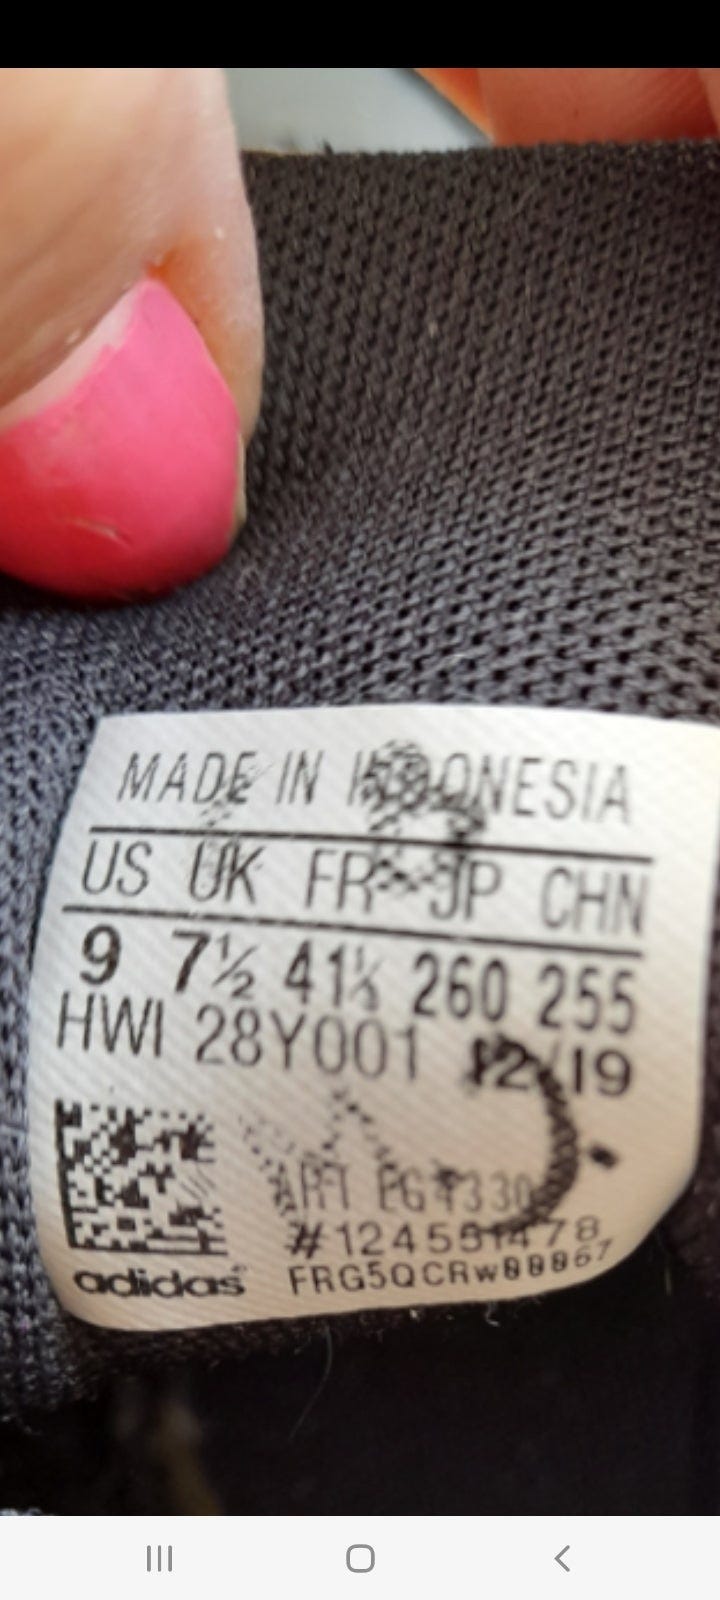 MADE IN INDONESIA
US UK FR JP CHN
9 7½ 41⅓ 260 255
HWI 28Y001 12/19
ART
adidas